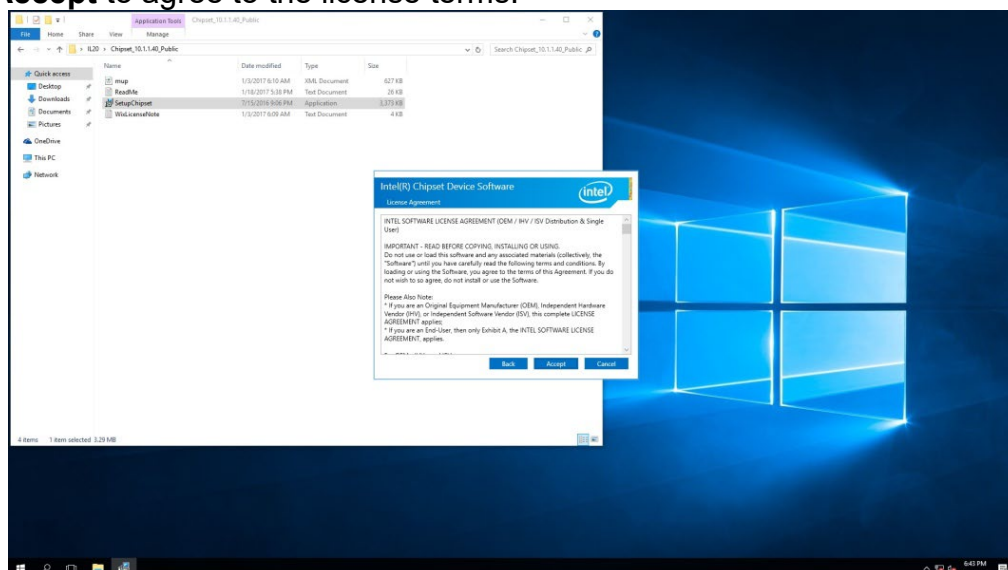 Accept to agree to the license terms.
Application Tools Chipset_10.1.1.40_Public
File Home Share View Manage
IL20 › Chipset_10.1.1.40_Public Search Chipset_10.1.1.40_Public
Name Date modified Type Size
Quick access
Desktop
Downloads
Documents
Pictures
OneDrive
This PC
Network
mup 1/3/2017 6:10 AM XML Document 627 KB
ReadMe 1/18/2017 5:38 PM Text Document 26 KB
SetupChipset 7/15/2016 9:06 PM Application 3,373 KB
WixLicenseNote 1/3/2017 6:09 AM Text Document 4 KB
Intel(R) Chipset Device Software
License Agreement
intel
INTEL SOFTWARE LICENSE AGREEMENT (OEM / IHV / ISV Distribution & Single
User)
IMPORTANT - READ BEFORE COPYING, INSTALLING OR USING.
Do not use or load this software and any associated materials (collectively, the
"Software") until you have carefully read the following terms and conditions. By
loading or using the Software, you agree to the terms of this Agreement. If you do
not wish to so agree, do not install or use the Software.
Please Also Note:
* If you are an Original Equipment Manufacturer (OEM), Independent Hardware
Vendor (IHV), or Independent Software Vendor (ISV), this complete LICENSE
AGREEMENT applies;
* If you are an End-User, then only Exhibit A, the INTEL SOFTWARE LICENSE
AGREEMENT, applies.
Back Accept Cancel
4 items 1 item selected 3.29 MB
6:43 PM